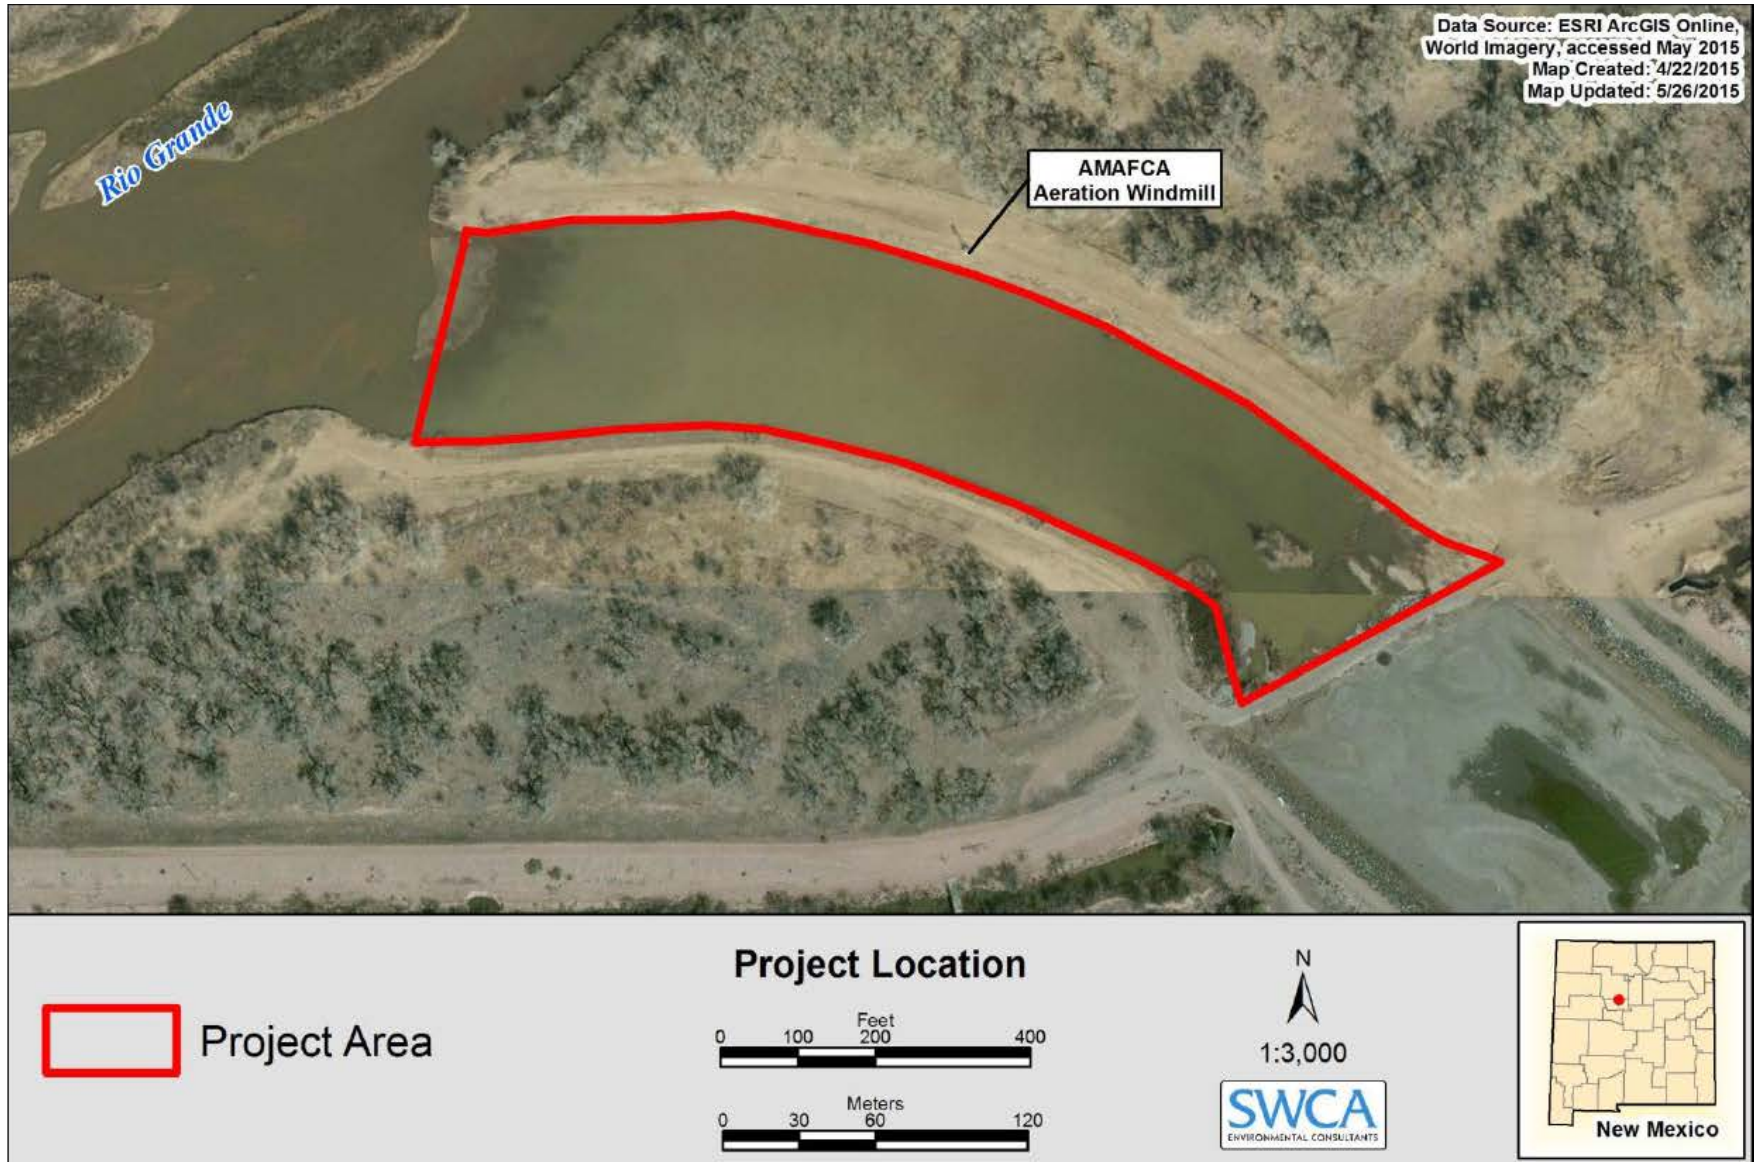 Data Source: ESRI ArcGIS Online,
World Imagery, accessed May 2015
Map Created: 4/22/2015
Map Updated: 5/26/2015
Rio Grande
AMAFCA
Aeration Windmill
Project Area
Project Location
Feet
0 100 200 400
Meters
0 30 60 120
N
1:3,000
SWCA
ENVIRONMENTAL CONSULTANTS
New Mexico